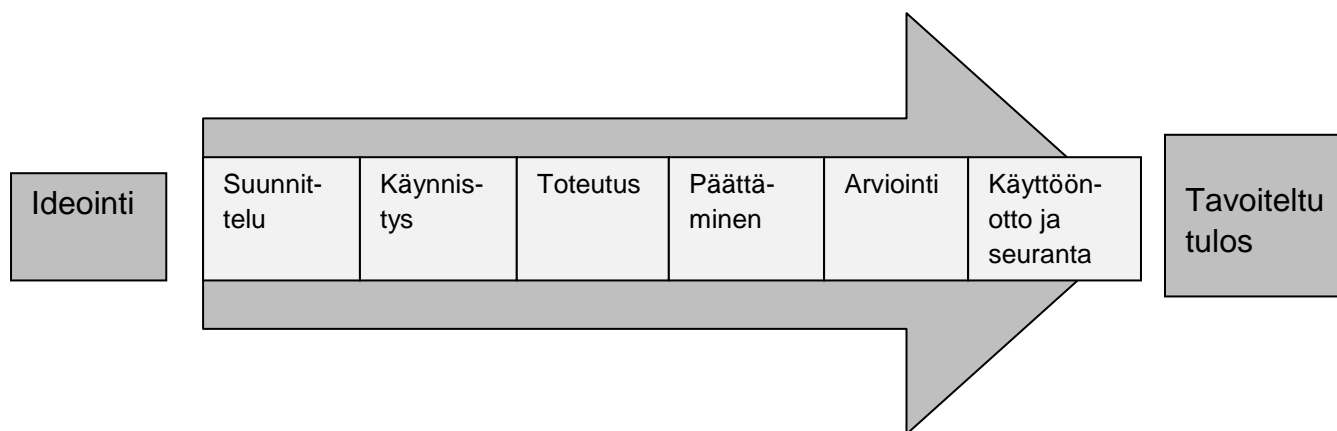 Ideointi
Suunnit-
telu
Käynnis-
tys
Toteutus
Päättä-
minen
Arviointi
Käyttöön-
otto ja
seuranta
Tavoiteltu
tulos